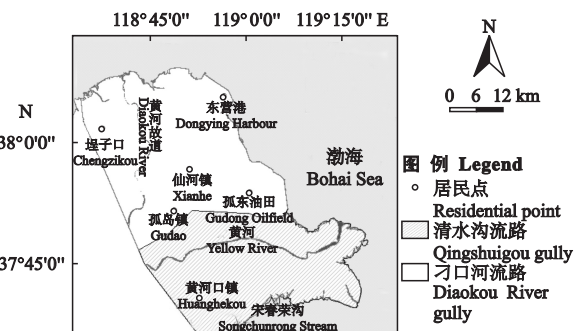 118°45'0" 119°0'0" 119°15'0" E
N
N
0 6 12 km
38°0'0"
37°45'0"
黄河故道
Diaokou River
东营港
Dongying Harbour
埕子口
Chengzikou
渤海
Bohai Sea
仙河镇
Xianhe
孤东油田
Gudong Oilfield
孤岛镇
Gudao
黄河
Yellow River
黄河口镇
Huanghekou
宋春荣沟
Songchunrong Stream
图 例 Legend
居民点
Residential point
清水沟流路
Qingshuigou gully
刁口河流路
Diaokou River
gully